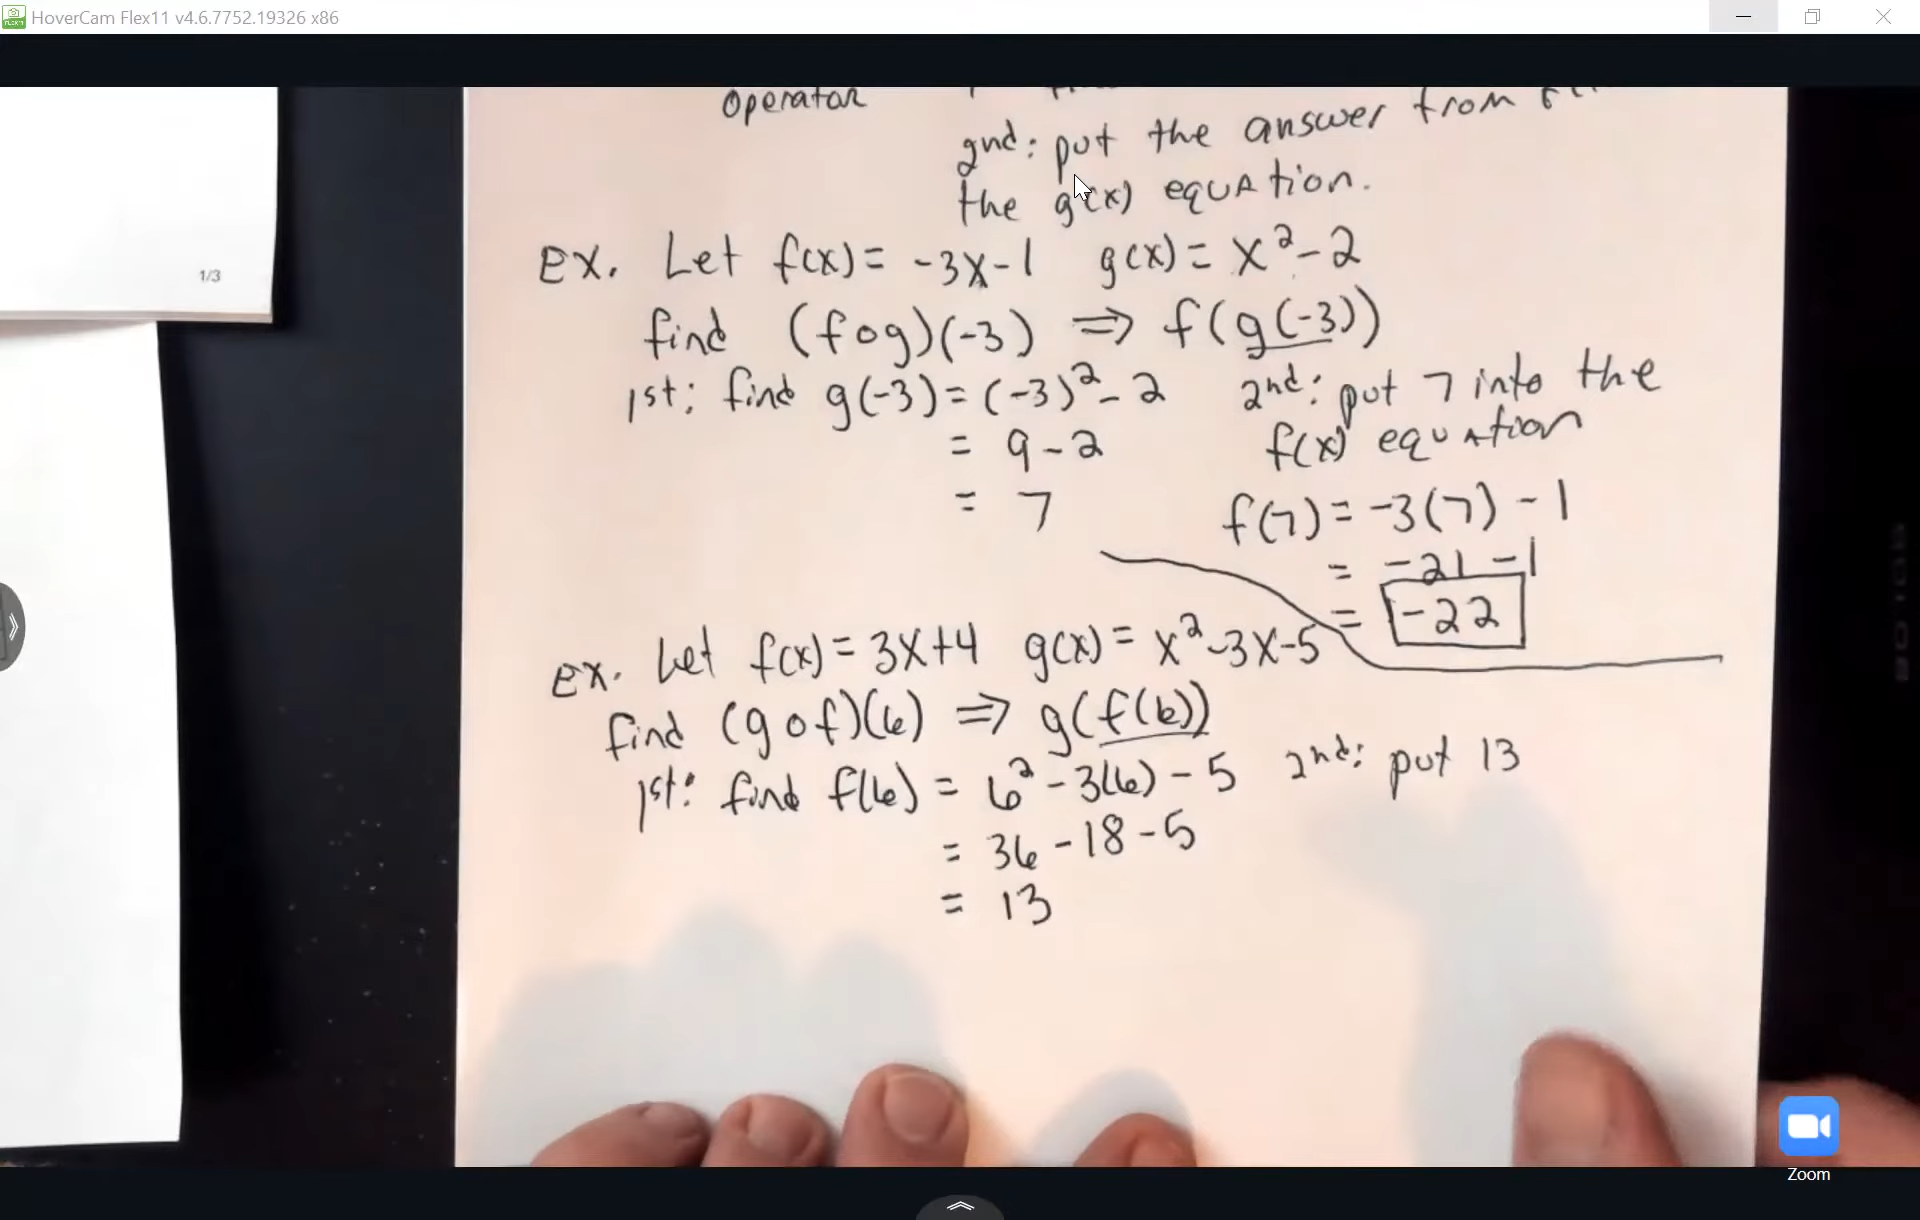 HoverCam Flex11 v4.6.7752.19326 x86
operator
2nd: put the answer from
the g(x) equation.
1/3
ex. Let f(x) = -3x-1 g(x) = x²-2
find (f o g)(-3) ⇒ f(g(-3))
1st: find g(-3) = (-3)² - 2
= 9 - 2
= 7
2nd: put 7 into the
f(x) equation
f(7) = -3(7) - 1
= -21 -1
= -22
ex. Let f(x) = 3x+4 g(x) = x²-3x-5
find (g o f)(6) ⇒ g(f(6))
1st: find f(6) = 6² - 3(6) - 5
= 36 - 18 - 5
= 13
2nd: put 13
Zoom